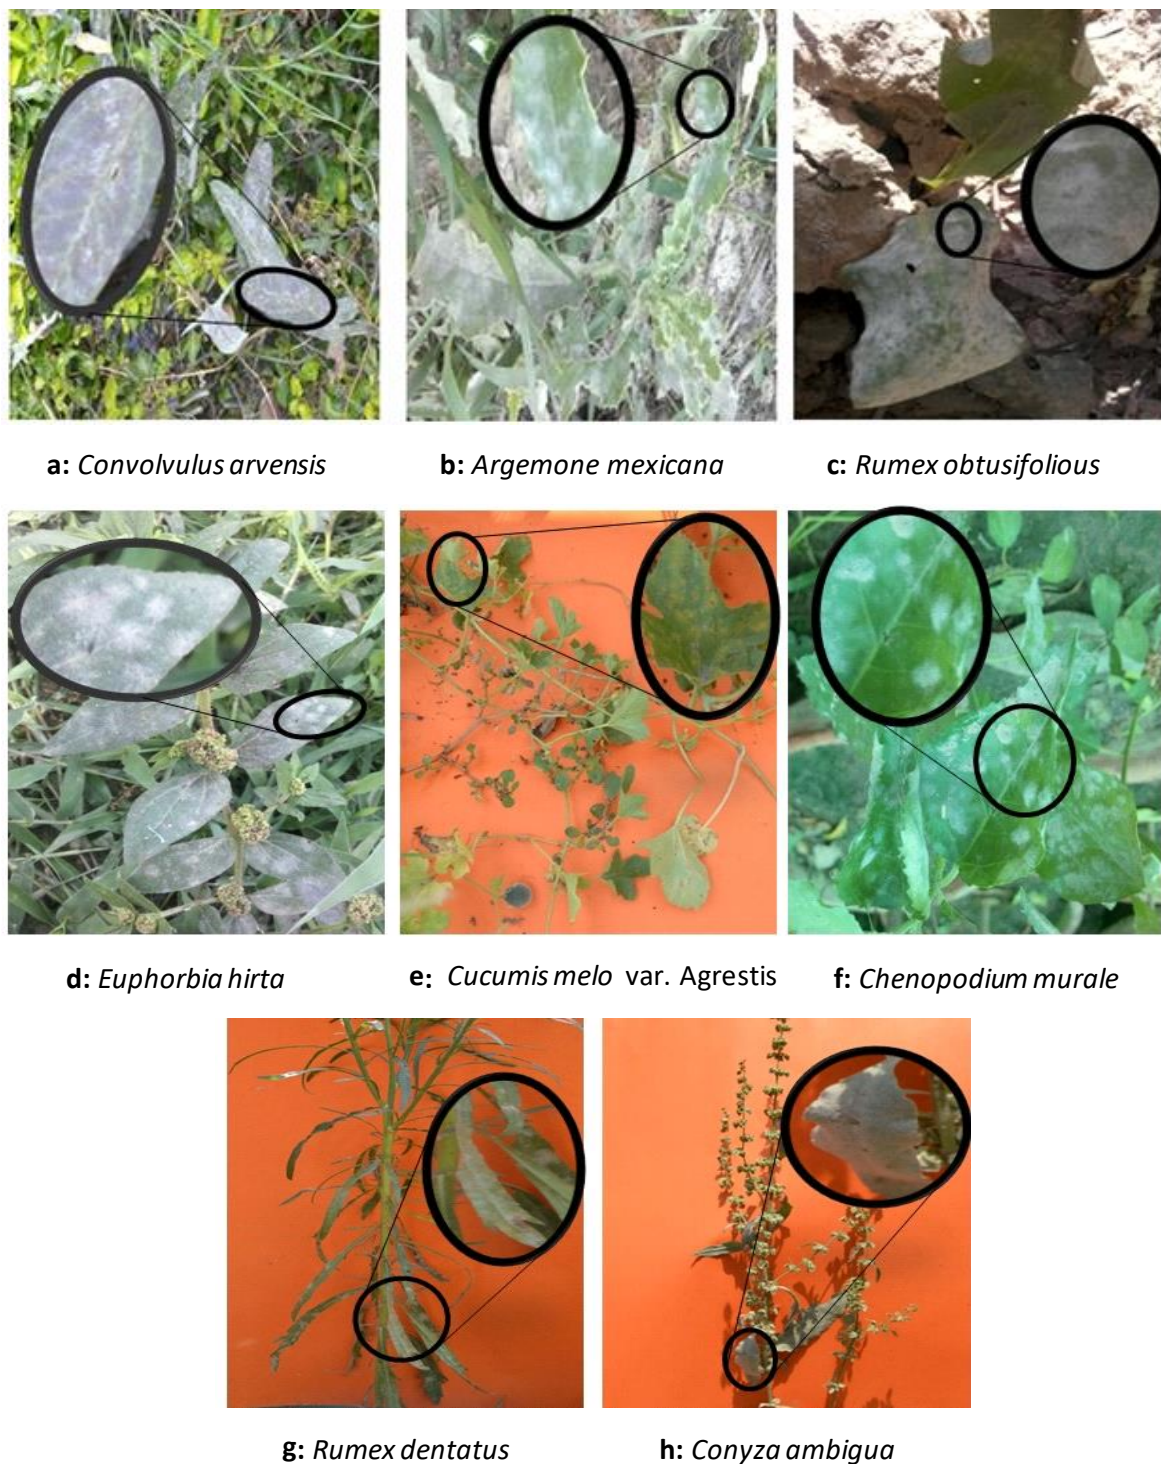 a: Convolvulus arvensis
b: Argemone mexicana
c: Rumex obtusifolious
d: Euphorbia hirta
e: Cucumis melo var. Agrestis
f: Chenopodium murale
g: Rumex dentatus
h: Conyza ambigua